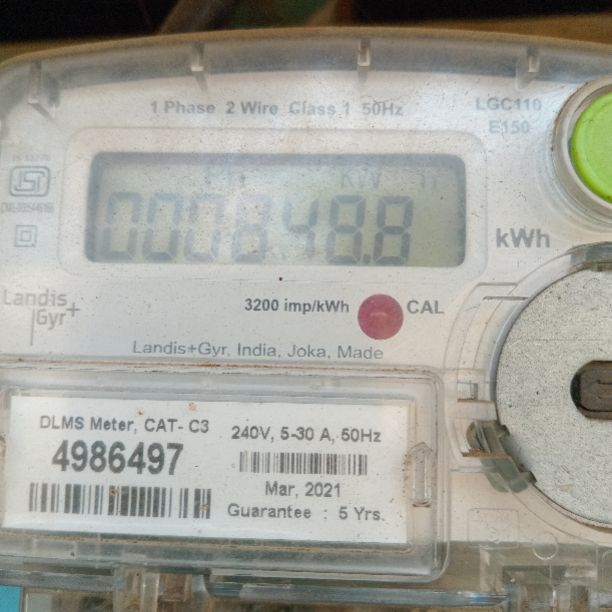 1 Phase 2 Wire Class 1 50Hz
LGC110
E150
kWh
Landis
Gyr+
3200 imp/kWh
CAL
Landis+Gyr, India, Joka, Made
DLMS Meter, CAT- C3
4986497
240V, 5-30 A, 50Hz
Mar, 2021
Guarantee : 5 Yrs.